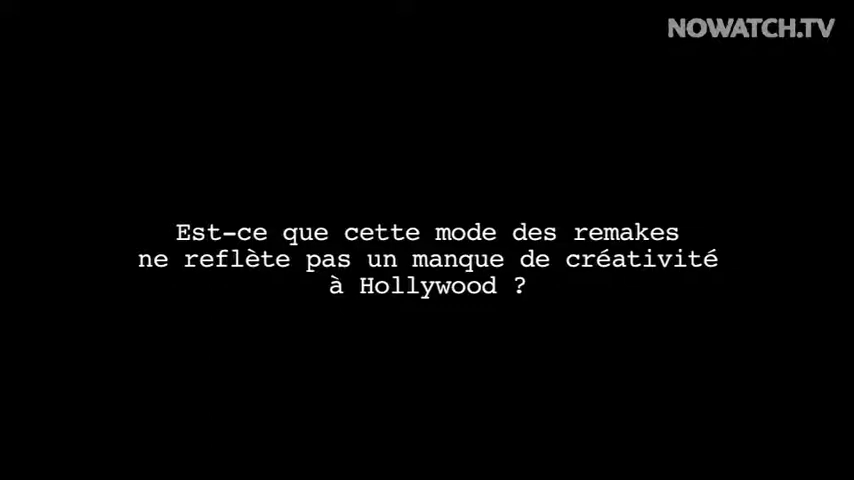 NOWATCH.TV
Est-ce que cette mode des remakes
ne reflète pas un manque de créativité
à Hollywood ?